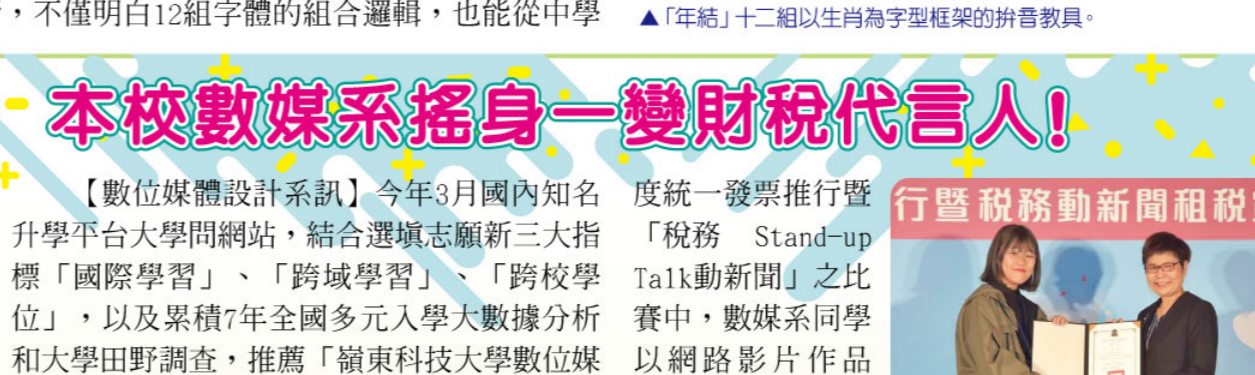 ，不僅明白12組字體的組合邏輯，也能從中學
▲「年結」十二組以生肖為字型框架的拚音教具。
本校數媒系搖身一變財稅代言人！
【數位媒體設計系訊】今年3月國內知名
升學平台大學問網站，結合選填志願新三大指
標「國際學習」、「跨域學習」、「跨校學
位」，以及累積7年全國多元入學大數據分析
和大學田野調查，推薦「嶺東科技大學數位媒
度統一發票推行暨
「稅務 Stand-up
Talk動新聞」之比
賽中，數媒系同學
以網路影片作品
行暨稅務動新聞租稅